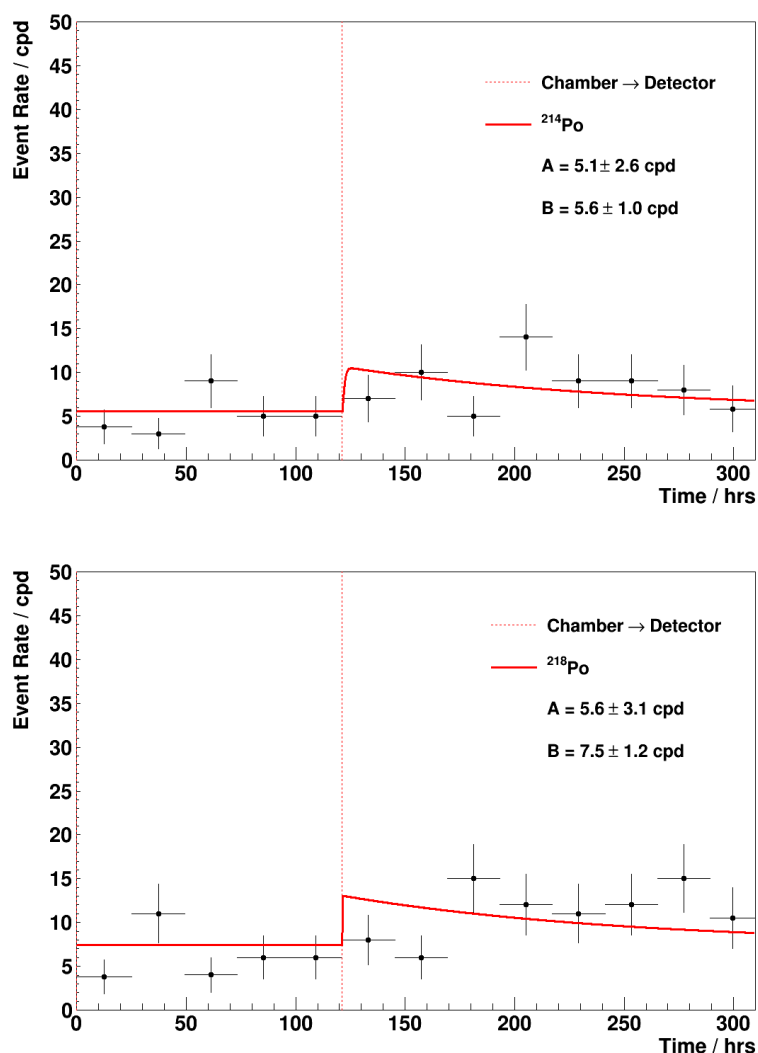 Event Rate / cpd
50
45
40
35
30
25
20
15
10
5
0
Chamber → Detector
²¹⁴Po
A = 5.1 ± 2.6 cpd
B = 5.6 ± 1.0 cpd
0 50 100 150 200 250 300
Time / hrs
Event Rate / cpd
50
45
40
35
30
25
20
15
10
5
0
Chamber → Detector
²¹⁸Po
A = 5.6 ± 3.1 cpd
B = 7.5 ± 1.2 cpd
0 50 100 150 200 250 300
Time / hrs